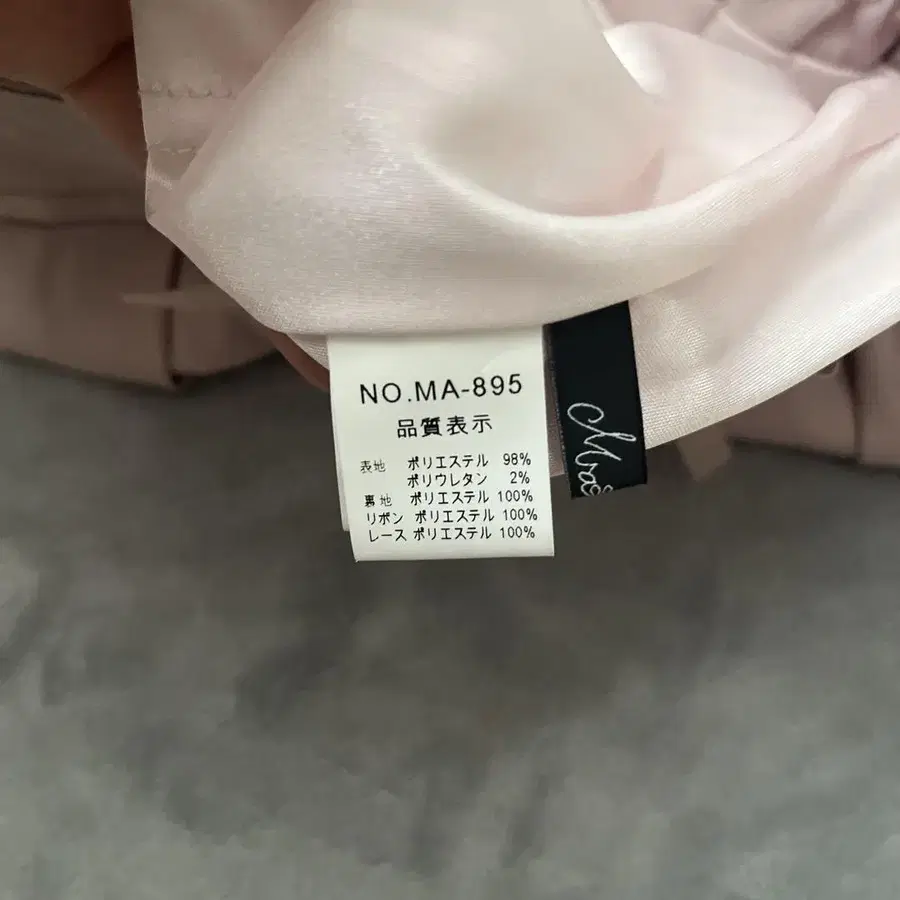 NO.MA-895
品質表示
表地 ポリエステル 98%
ポリウレタン 2%
裏地 ポリエステル 100%
リボン ポリエステル 100%
レース ポリエステル 100%